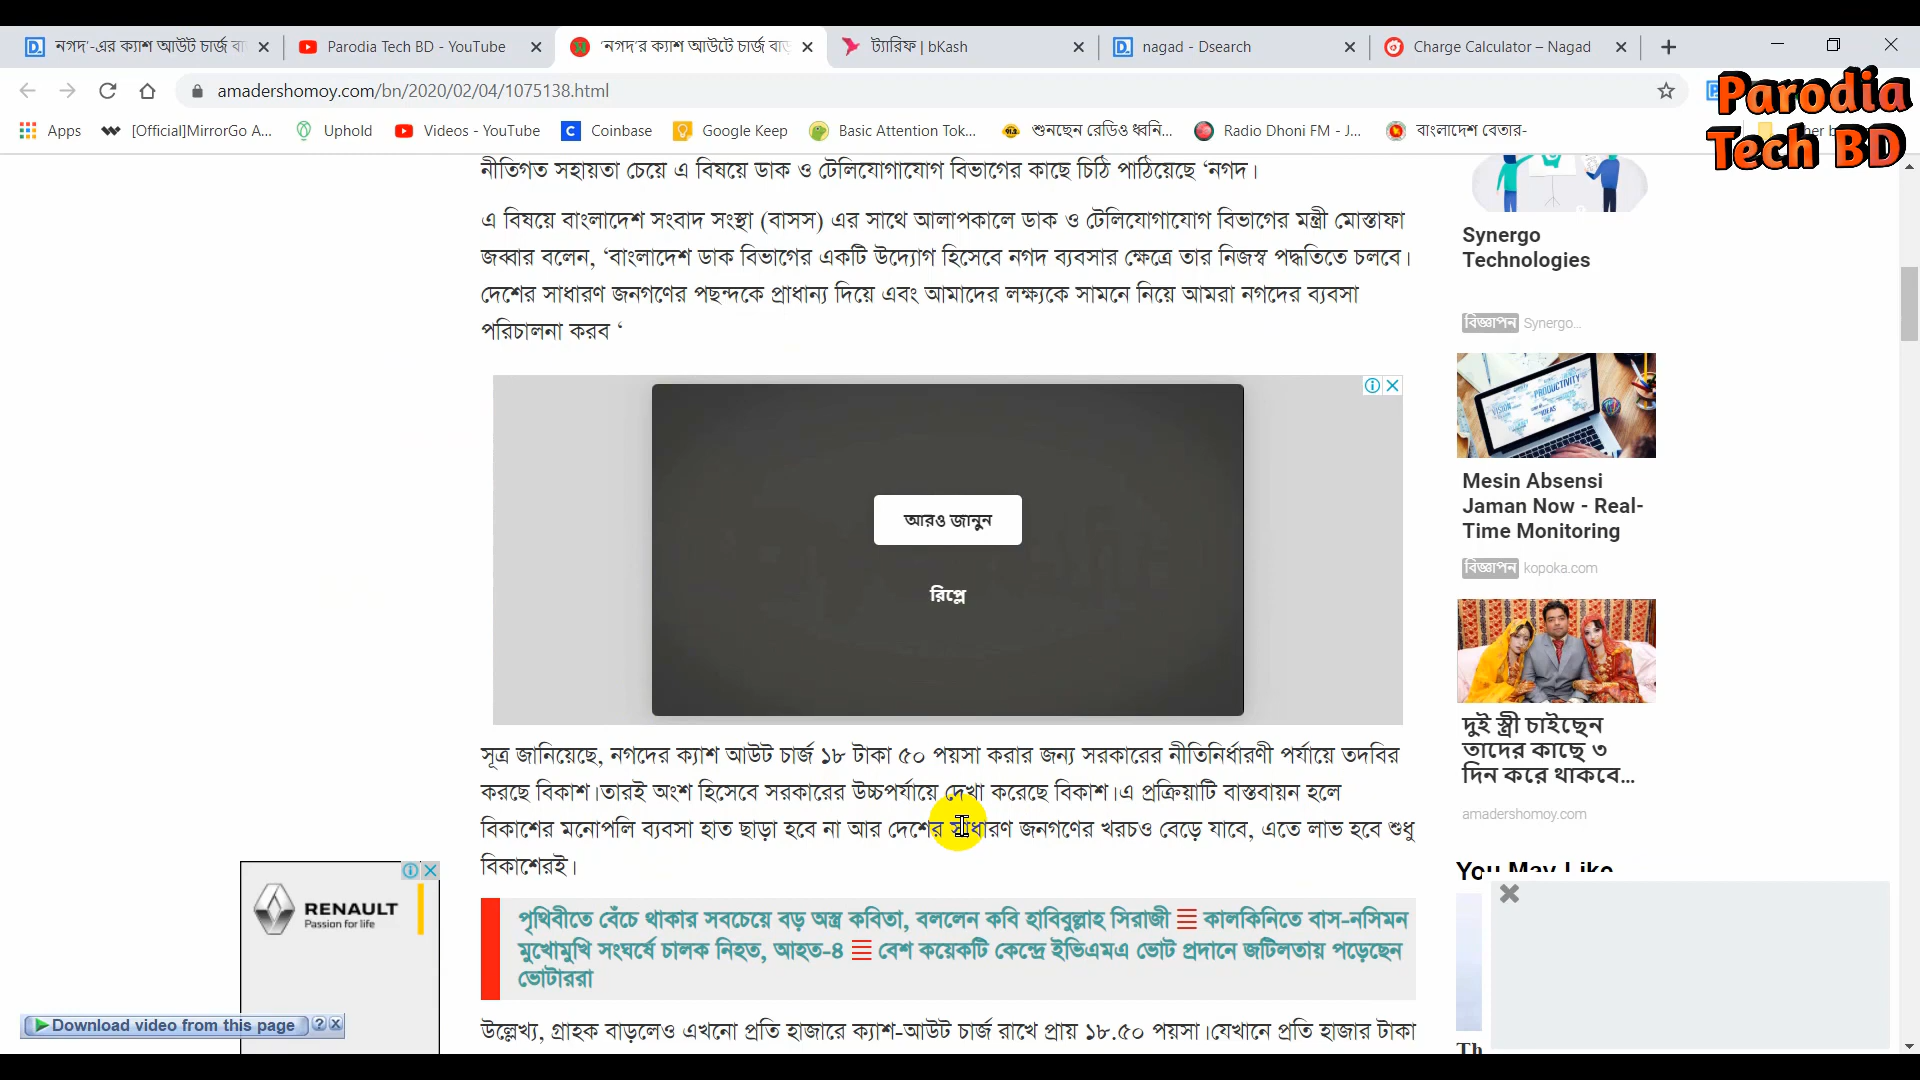 নগদ'-এর ক্যাশ আউট চার্জ বা
Parodia Tech BD - YouTube
'নগদ'র ক্যাশ আউটে চার্জ বাড়
ট্যারিফ | bKash
nagad - Dsearch
Charge Calculator – Nagad
amadershomoy.com/bn/2020/02/04/1075138.html
Parodia
Tech BD
Apps
[Official]MirrorGo A...
Uphold
Videos - YouTube
Coinbase
Google Keep
Basic Attention Tok...
শুনছেন রেডিও ধ্বনি...
Radio Dhoni FM - J...
বাংলাদেশ বেতার-
নীতিগত সহায়তা চেয়ে এ বিষয়ে ডাক ও টেলিযোগাযোগ বিভাগের কাছে চিঠি পাঠিয়েছে 'নগদ।
এ বিষয়ে বাংলাদেশ সংবাদ সংস্থা (বাসস) এর সাথে আলাপকালে ডাক ও টেলিযোগাযোগ বিভাগের মন্ত্রী মোস্তাফা
জব্বার বলেন, 'বাংলাদেশ ডাক বিভাগের একটি উদ্যোগ হিসেবে নগদ ব্যবসার ক্ষেত্রে তার নিজস্ব পদ্ধতিতে চলবে।
দেশের সাধারণ জনগণের পছন্দকে প্রাধান্য দিয়ে এবং আমাদের লক্ষ্যকে সামনে নিয়ে আমরা নগদের ব্যবসা
পরিচালনা করব '
আরও জানুন
রিপ্লে
সূত্র জানিয়েছে, নগদের ক্যাশ আউট চার্জ ১৮ টাকা ৫০ পয়সা করার জন্য সরকারের নীতিনির্ধারণী পর্যায়ে তদবির
করছে বিকাশ।তারই অংশ হিসেবে সরকারের উচ্চপর্যায়ে দেখা করেছে বিকাশ।এ প্রক্রিয়াটি বাস্তবায়ন হলে
বিকাশের মনোপলি ব্যবসা হাত ছাড়া হবে না আর দেশের সাধারণ জনগণের খরচও বেড়ে যাবে, এতে লাভ হবে শুধু
বিকাশেরই।
পৃথিবীতে বেঁচে থাকার সবচেয়ে বড় অস্ত্র কবিতা, বললেন কবি হাবিবুল্লাহ সিরাজী কালকিনিতে বাস-নসিমন
মুখোমুখি সংঘর্ষে চালক নিহত, আহত-৪ বেশ কয়েকটি কেন্দ্রে ইভিএমএ ভোট প্রদানে জটিলতায় পড়েছেন
ভোটাররা
উল্লেখ্য, গ্রাহক বাড়লেও এখনো প্রতি হাজারে ক্যাশ-আউট চার্জ রাখে প্রায় ১৮.৫০ পয়সা।যেখানে প্রতি হাজার টাকা
RENAULT
Passion for life
Download video from this page
Synergo
Technologies
বিজ্ঞাপন Synergo...
PRODUCTIVITY
Mesin Absensi
Jaman Now - Real-
Time Monitoring
বিজ্ঞাপন kopoka.com
দুই স্ত্রী চাইছেন
তাদের কাছে ৩
দিন করে থাকবে...
amadershomoy.com
You May Like
Th